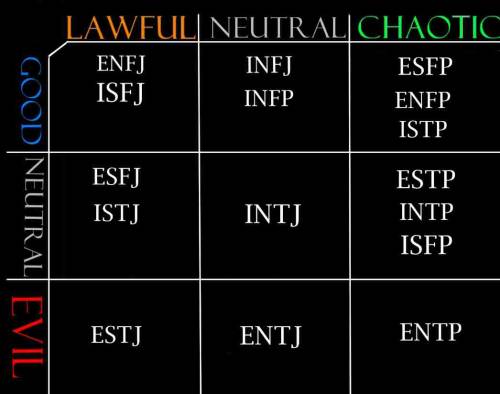 LAWFUL NEUTRAL CHAOTIC
GOOD
ENFJ
ISFJ
INFJ
INFP
ESFP
ENFP
ISTP
NEUTRAL
ESFJ
ISTJ
INTJ
ESTP
INTP
ISFP
EVIL
ESTJ
ENTJ
ENTP